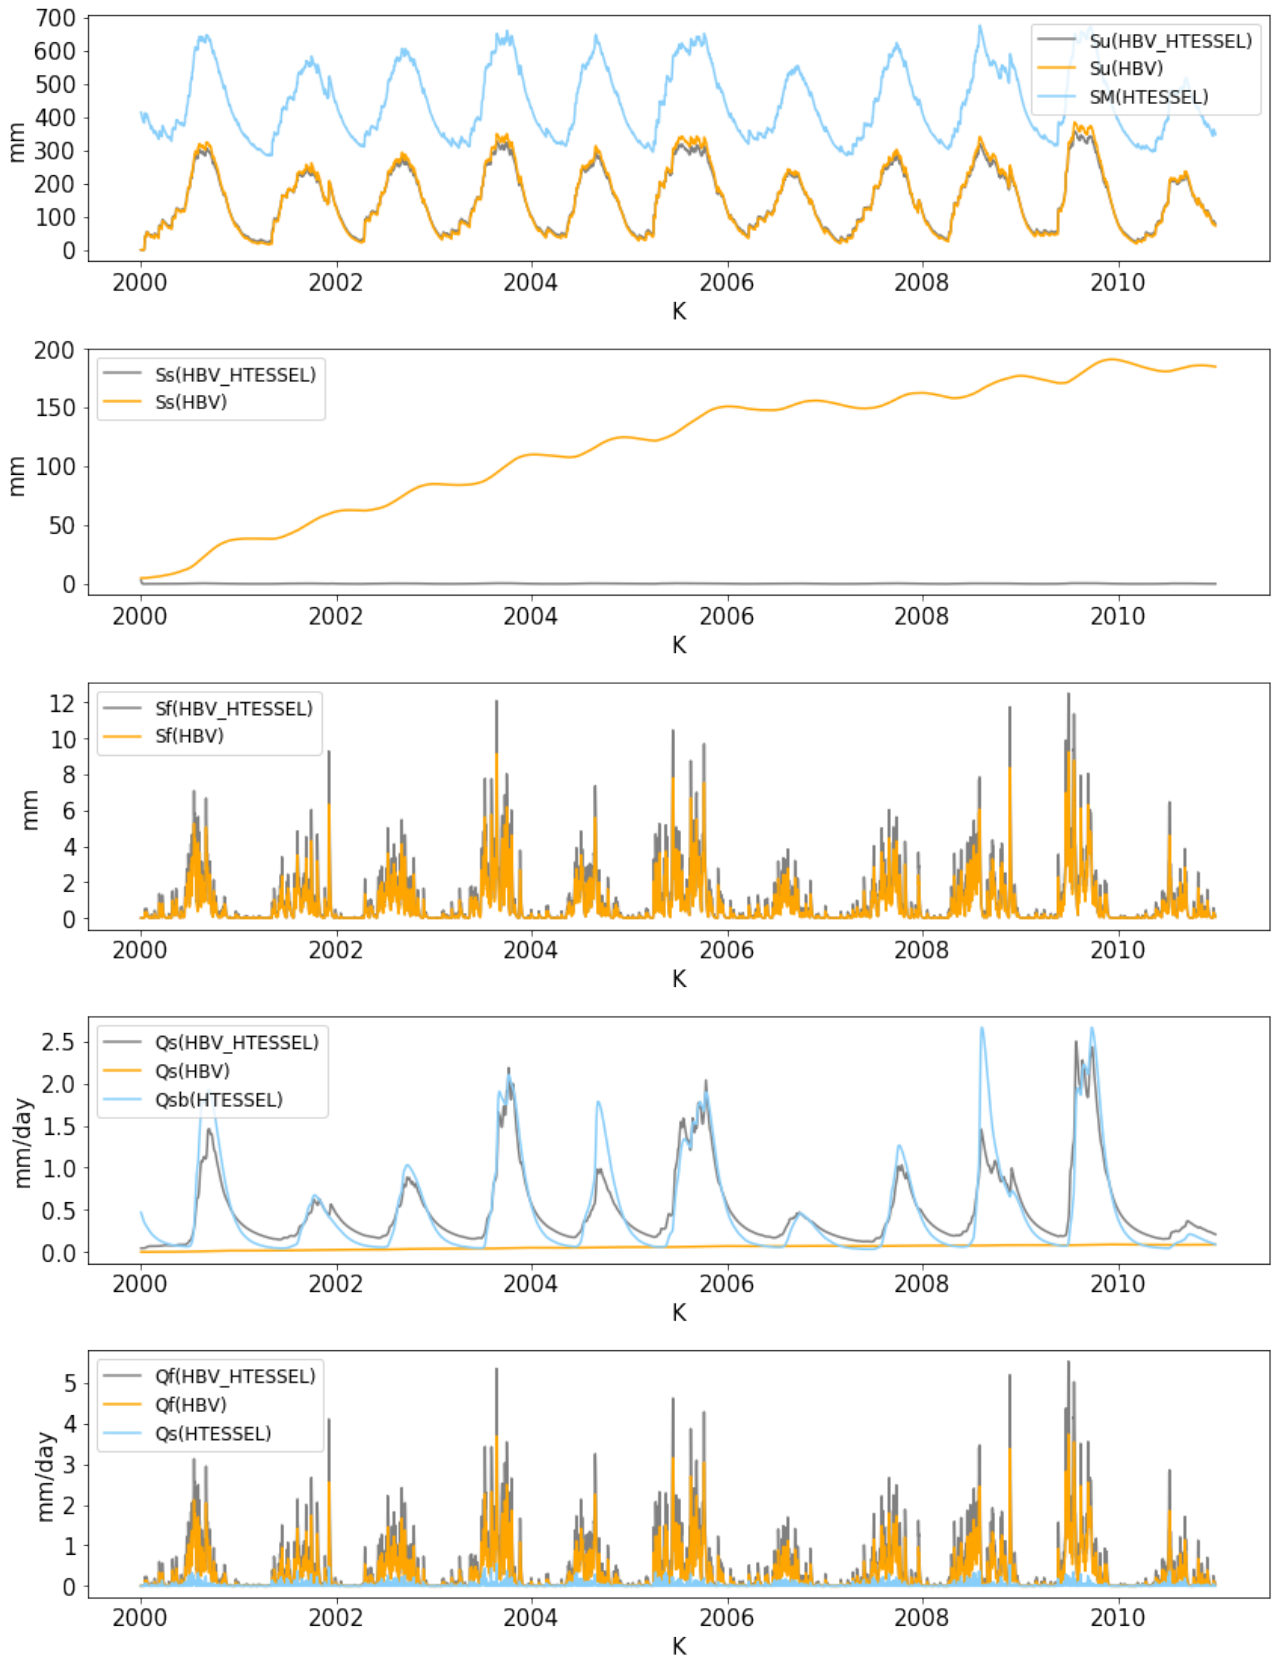 700
600
500
400
300
200
100
0
mm
Su(HBV_HTESSEL)
Su(HBV)
SM(HTESSEL)
2000 2002 2004 2006 2008 2010
K
200
150
100
50
0
mm
Ss(HBV_HTESSEL)
Ss(HBV)
2000 2002 2004 2006 2008 2010
K
12
10
8
6
4
2
0
mm
Sf(HBV_HTESSEL)
Sf(HBV)
2000 2002 2004 2006 2008 2010
K
2.5
2.0
1.5
1.0
0.5
0.0
mm/day
Qs(HBV_HTESSEL)
Qs(HBV)
Qsb(HTESSEL)
2000 2002 2004 2006 2008 2010
K
5
4
3
2
1
0
mm/day
Qf(HBV_HTESSEL)
Qf(HBV)
Qs(HTESSEL)
2000 2002 2004 2006 2008 2010
K